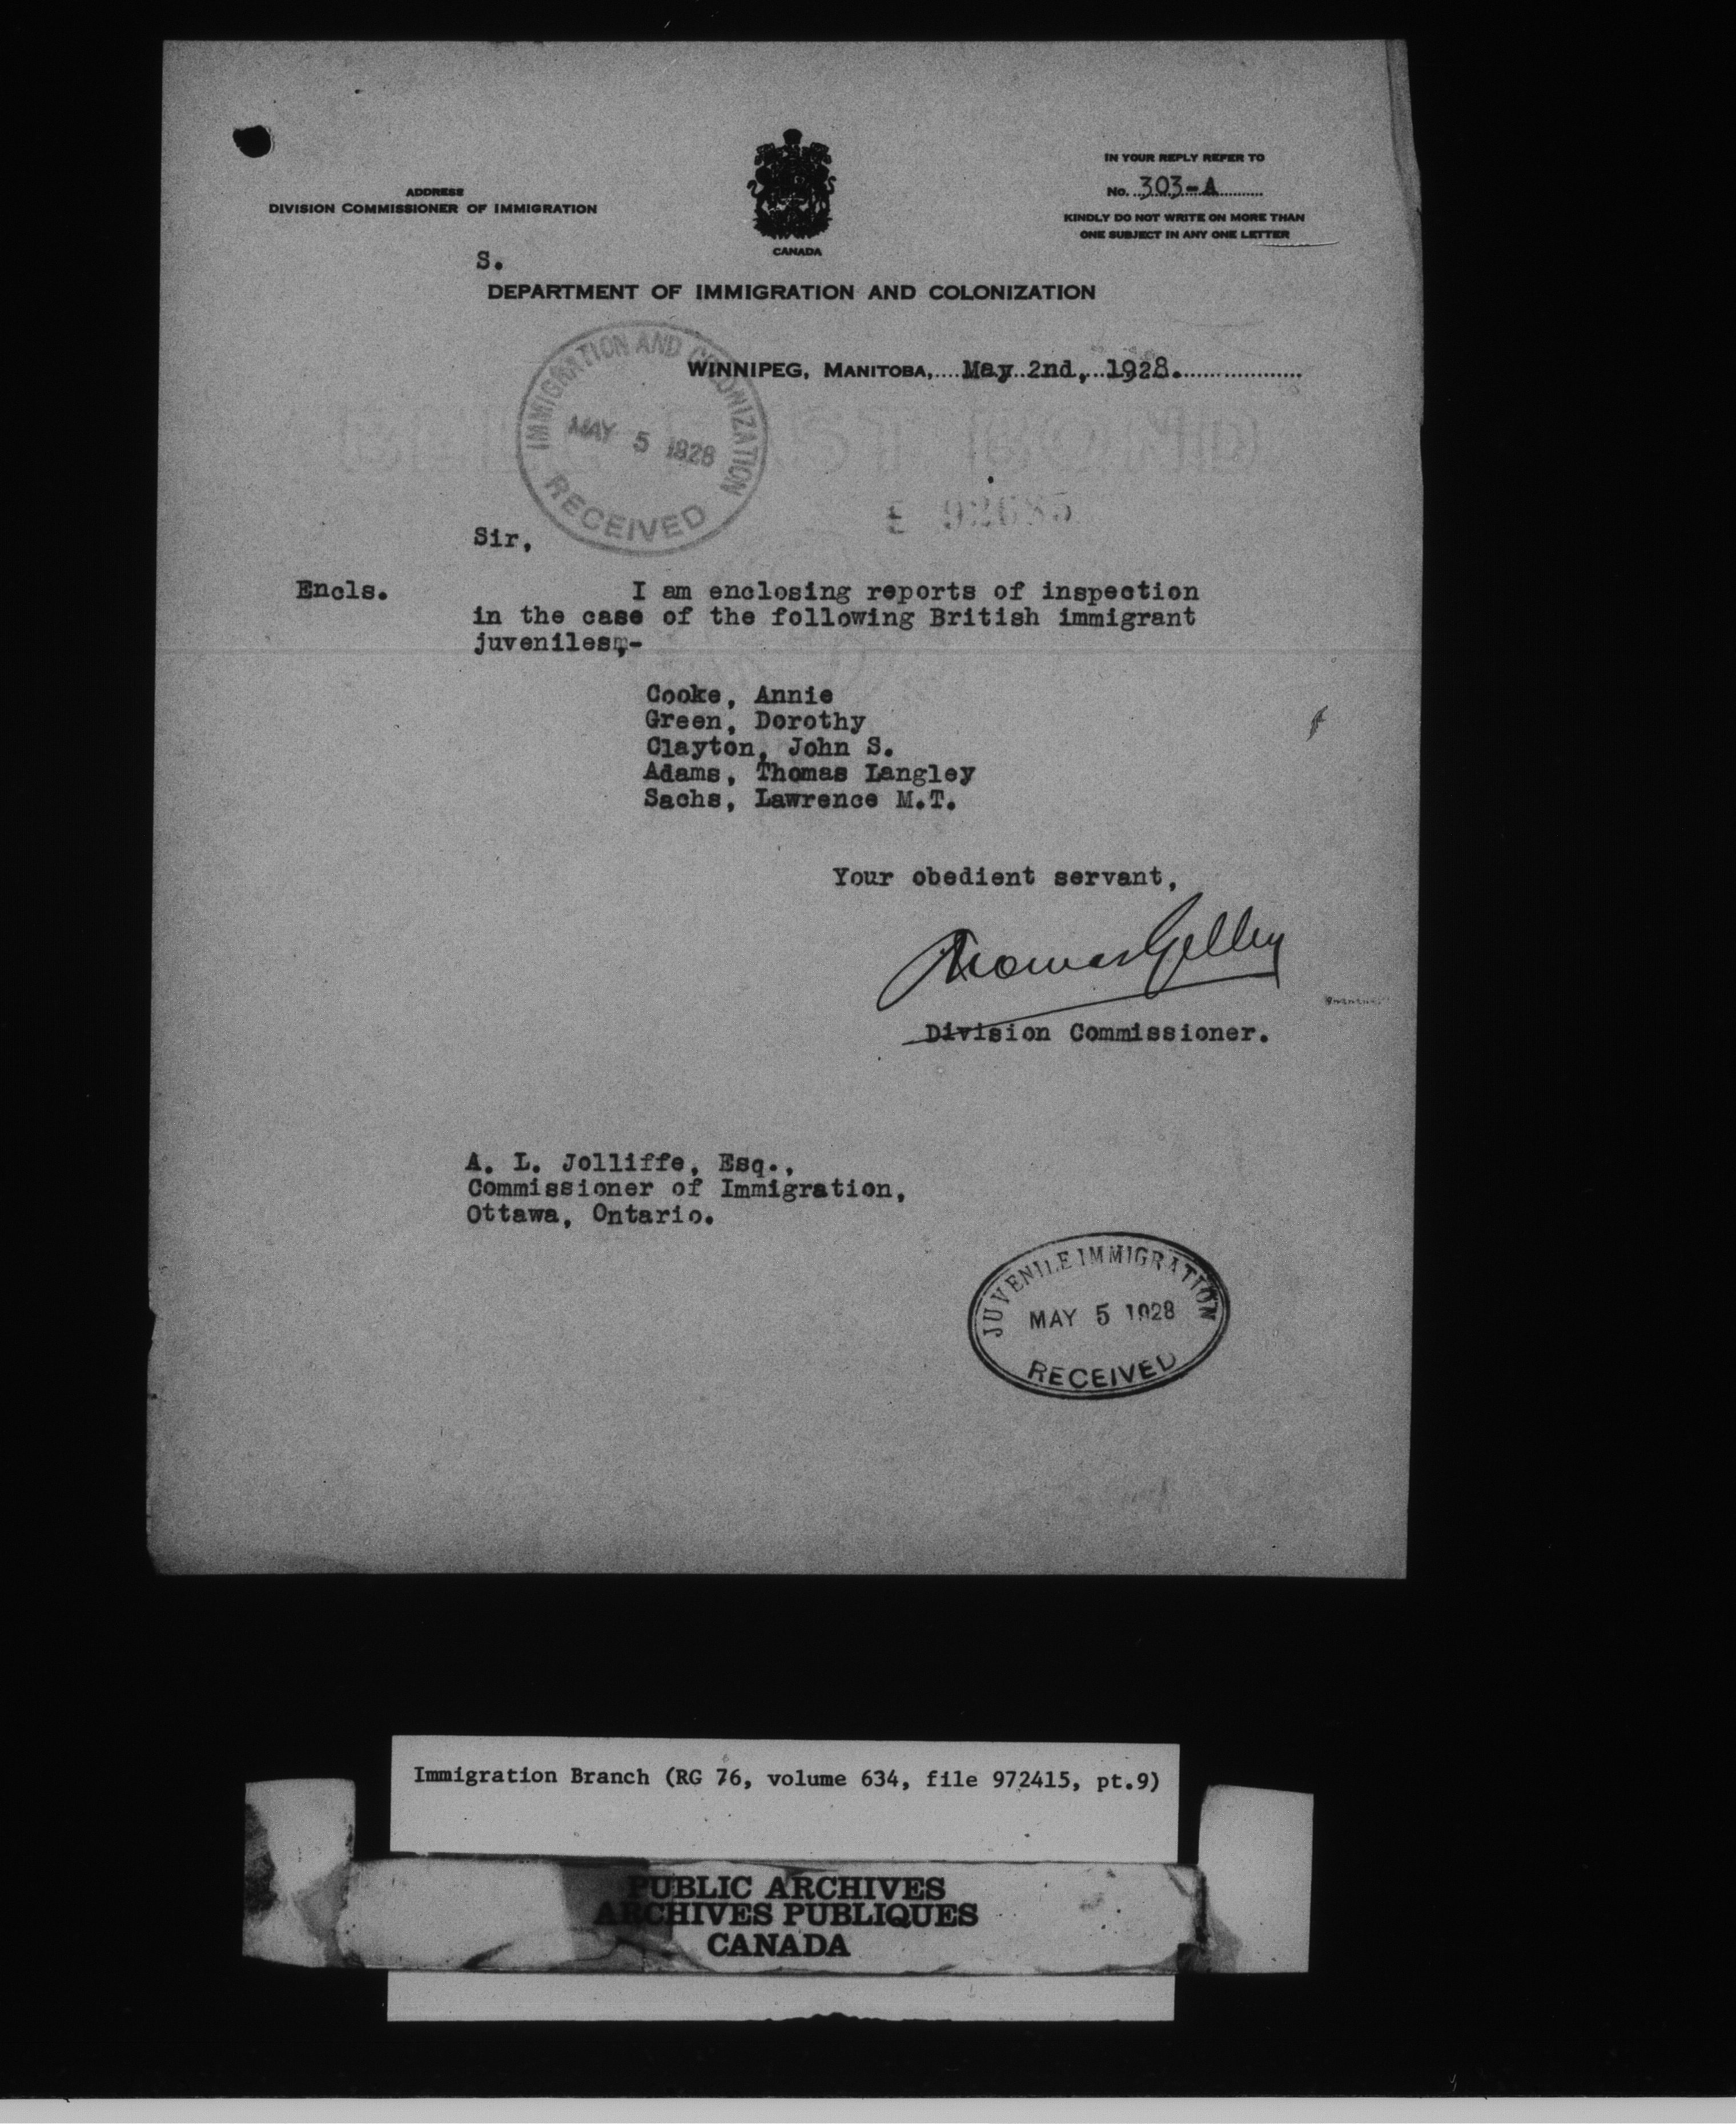 ADDRESS
DIVISION COMMISSIONER OF IMMIGRATION
CANADA
IN YOUR REPLY REFER TO
No. 303-A
KINDLY DO NOT WRITE ON MORE THAN
ONE SUBJECT IN ANY ONE LETTER
S.
DEPARTMENT OF IMMIGRATION AND COLONIZATION
WINNIPEG, MANITOBA, May 2nd, 1928.
IMMIGRATION AND COLONIZATION
MAY 5 1928
RECEIVED
Sir,
Encls.
I am enclosing reports of inspection
in the case of the following British immigrant
juveniles,-
Cooke, Annie
Green, Dorothy
Clayton, John S.
Adams, Thomas Langley
Sachs, Lawrence M.T.
Your obedient servant,
Thomas Gelley
Division Commissioner.
A. L. Jolliffe, Esq.,
Commissioner of Immigration,
Ottawa, Ontario.
JUVENILE IMMIGRATION
MAY 5 1928
RECEIVED
Immigration Branch (RG 76, volume 634, file 972415, pt.9)
PUBLIC ARCHIVES
ARCHIVES PUBLIQUES
CANADA